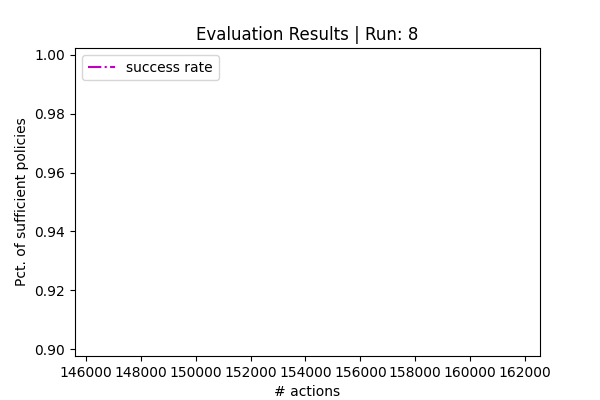 Evaluation Results | Run: 8
1.00
success rate
0.98
0.96
0.94
0.92
0.90
Pct. of sufficient policies
146000 148000 150000 152000 154000 156000 158000 160000 162000
# actions